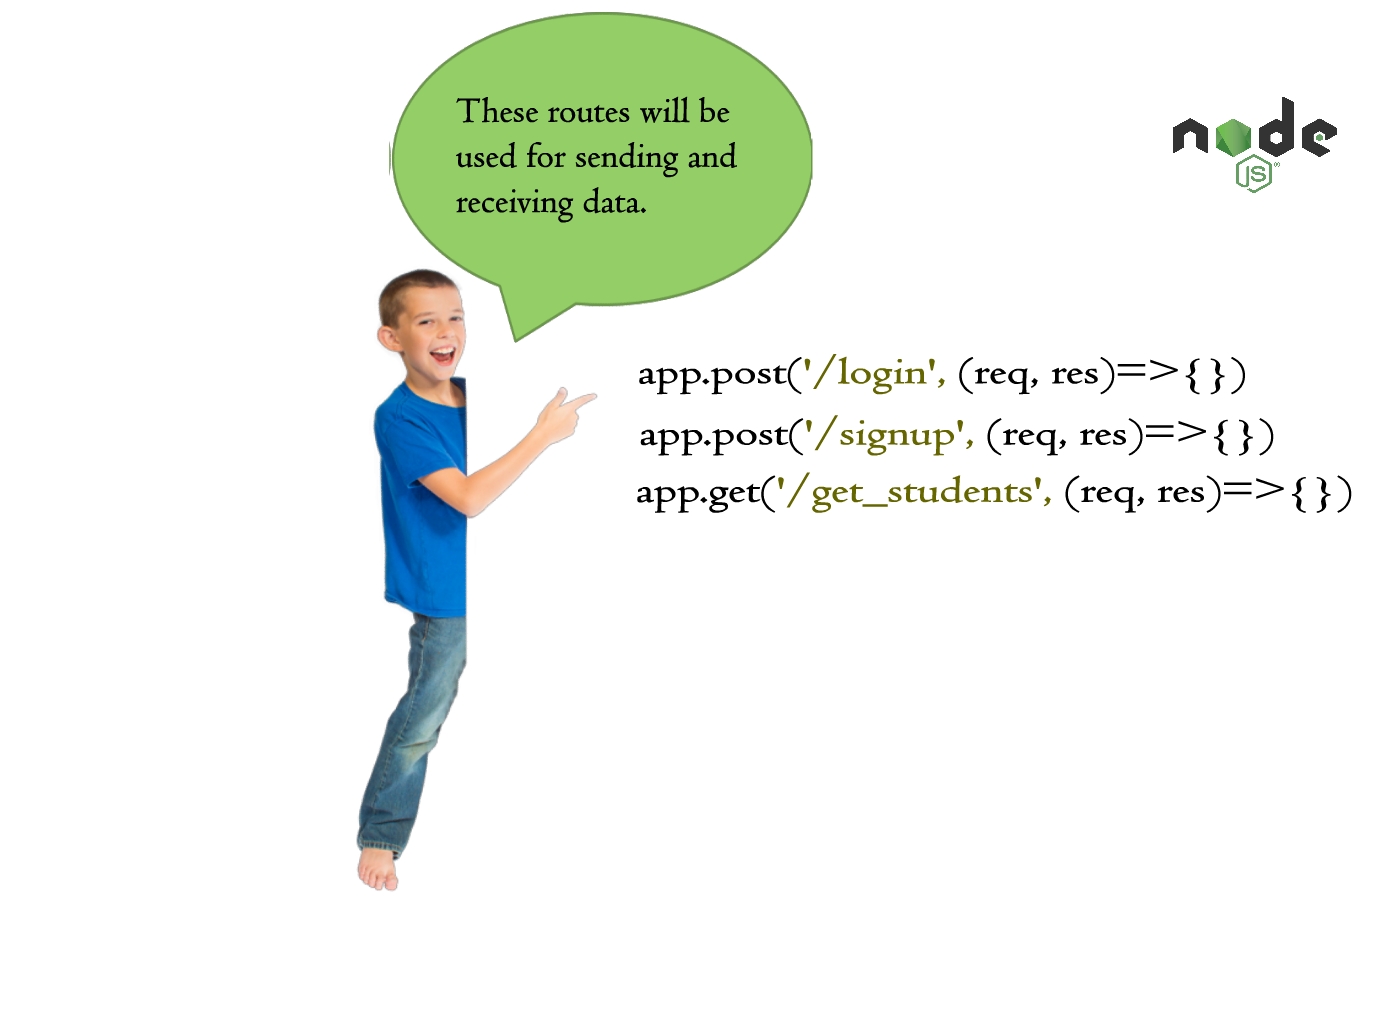 These routes will be
used for sending and
receiving data.
node
JS®
app.post('/login', (req, res)=>{})
app.post('/signup', (req, res)=>{})
app.get('/get_students', (req, res)=>{})